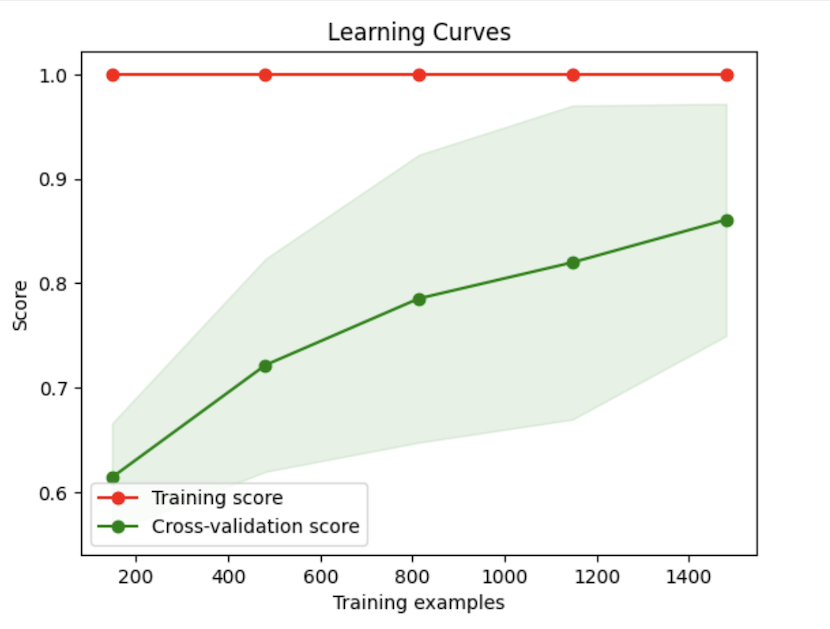 Learning Curves
1.0
0.9
0.8
0.7
0.6
Score
Training score
Cross-validation score
200 400 600 800 1000 1200 1400
Training examples